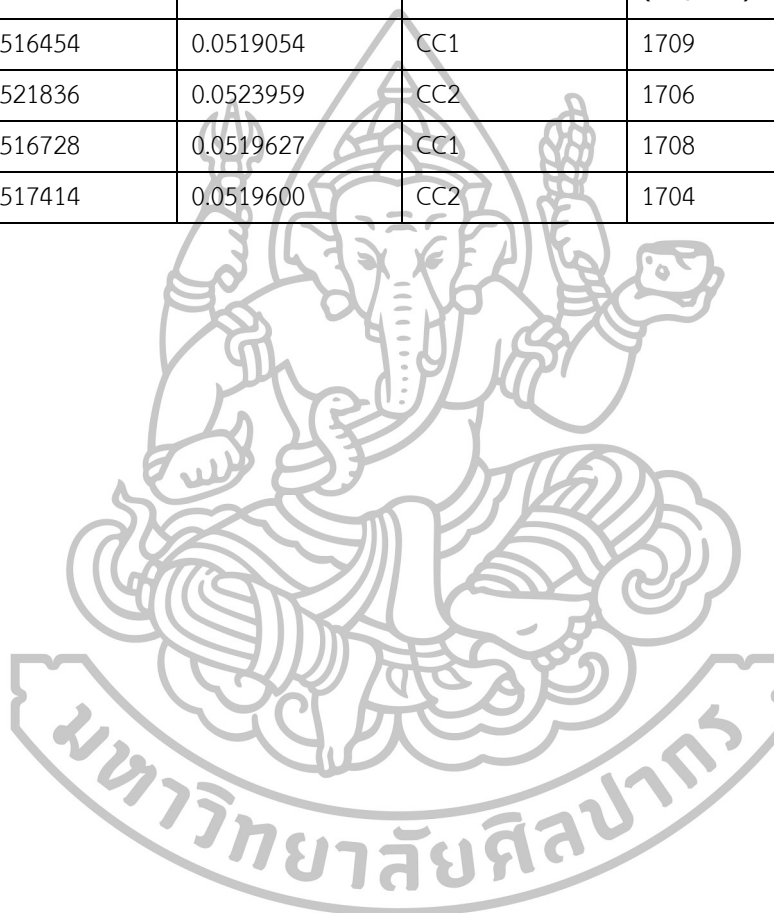 516454 0.0519054 CC1 1709
521836 0.0523959 CC2 1706
516728 0.0519627 CC1 1708
517414 0.0519600 CC2 1704
มหาวิทยาลัยศิลปากร